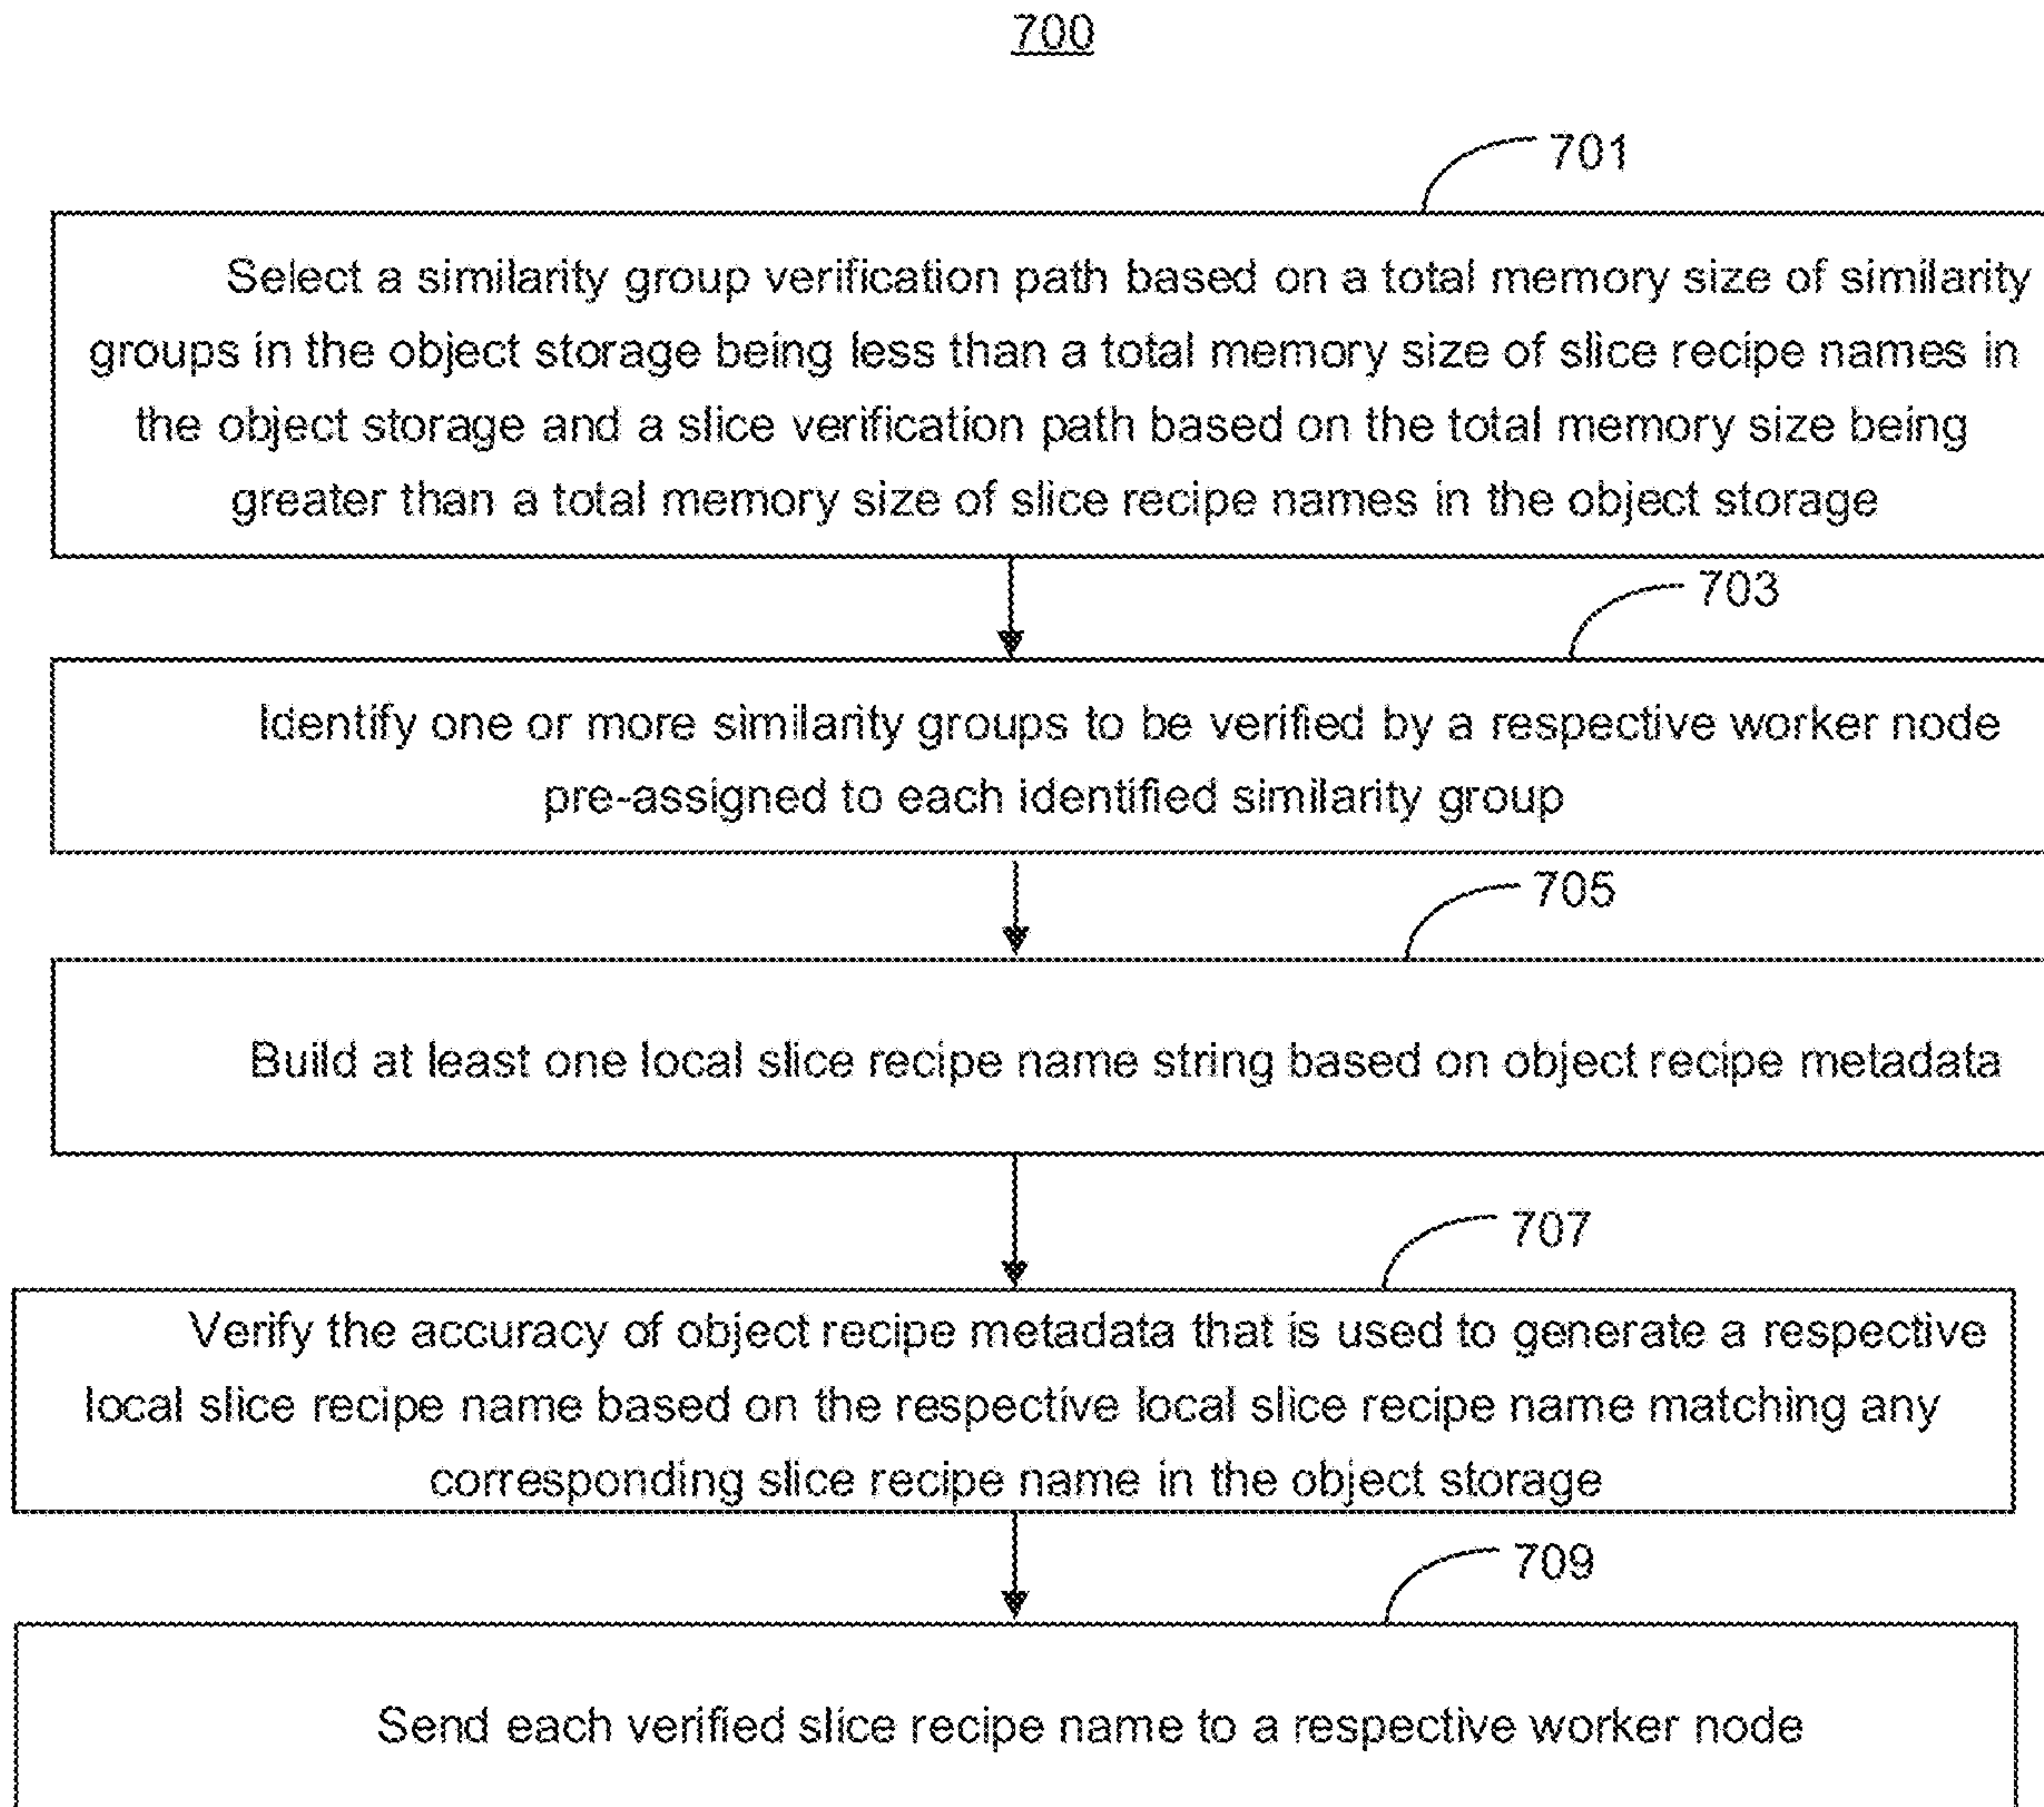 700
701
Select a similarity group verification path based on a total memory size of similarity
groups in the object storage being less than a total memory size of slice recipe names in
the object storage and a slice verification path based on the total memory size being
greater than a total memory size of slice recipe names in the object storage
703
Identify one or more similarity groups to be verified by a respective worker node
pre-assigned to each identified similarity group
705
Build at least one local slice recipe name string based on object recipe metadata
707
Verify the accuracy of object recipe metadata that is used to generate a respective
local slice recipe name based on the respective local slice recipe name matching any
corresponding slice recipe name in the object storage
709
Send each verified slice recipe name to a respective worker node